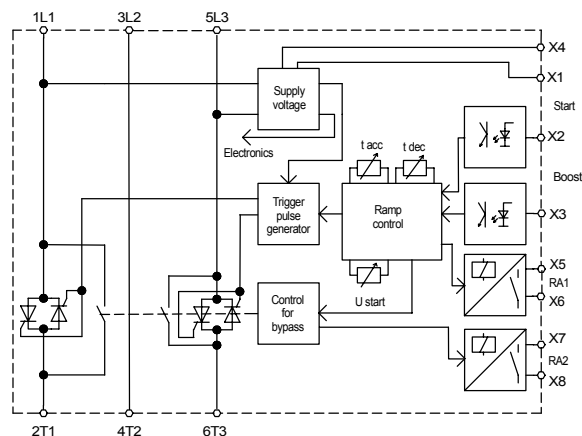 1L1 3L2 5L3
X4
X1
Supply
voltage
Start
X2
Electronics
t acc t dec
Boost
Trigger
pulse
generator
Ramp
control
X3
X5
RA1
X6
U start
Control
for
bypass
X7
RA2
X8
2T1 4T2 6T3